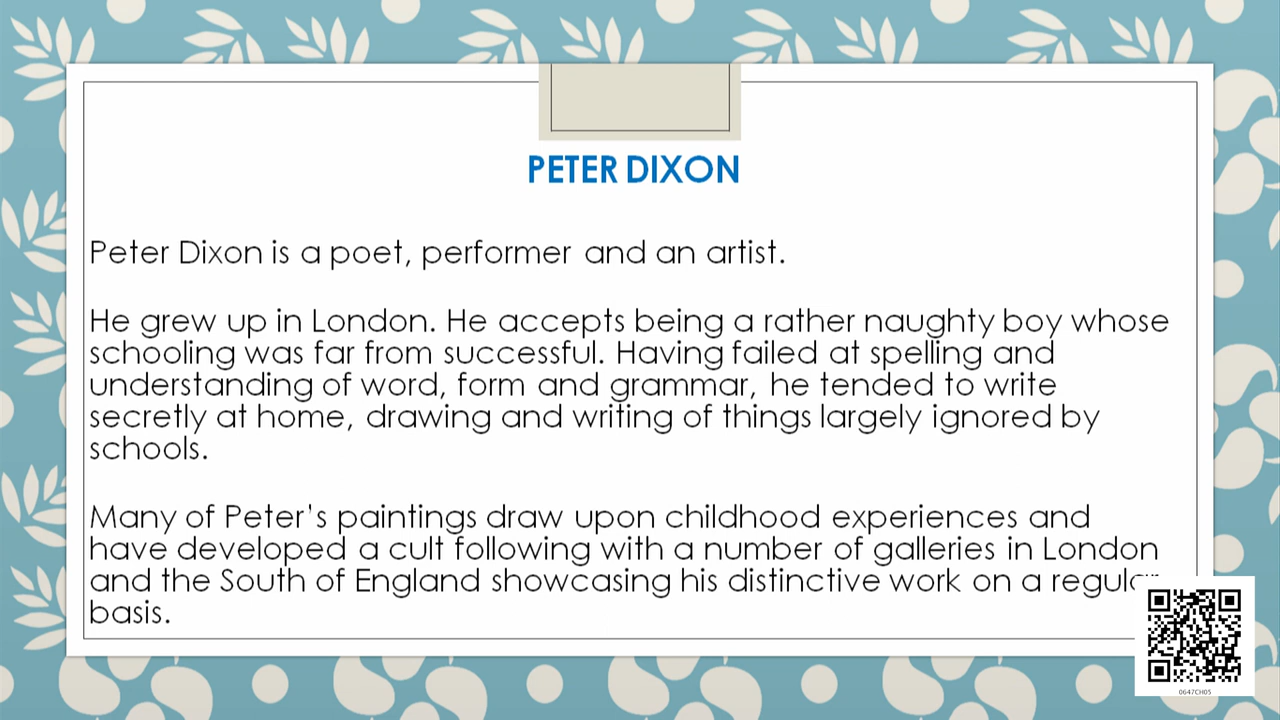 PETER DIXON
Peter Dixon is a poet, performer and an artist.
He grew up in London. He accepts being a rather naughty boy whose
schooling was far from successful. Having failed at spelling and
understanding of word, form and grammar, he tended to write
secretly at home, drawing and writing of things largely ignored by
schools.
Many of Peter's paintings draw upon childhood experiences and
have developed a cult following with a number of galleries in London
and the South of England showcasing his distinctive work on a regular
basis.
0647CH05